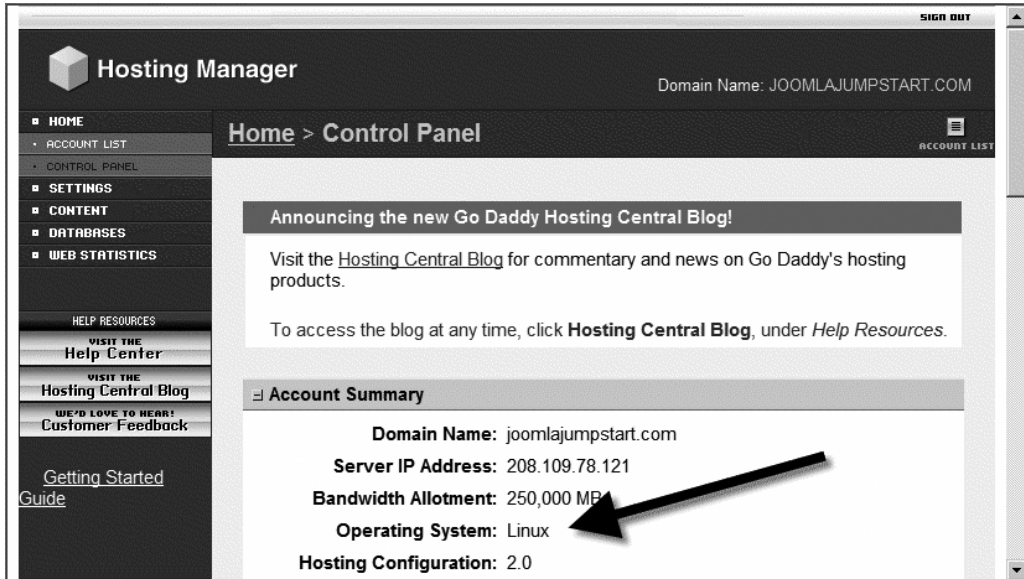 SIGN OUT
Hosting Manager
Domain Name: JOOMLAJUMPSTART.COM
HOME
ACCOUNT LIST
CONTROL PANEL
SETTINGS
CONTENT
DATABASES
WEB STATISTICS
HELP RESOURCES
VISIT THE
Help Center
VISIT THE
Hosting Central Blog
WE'D LOVE TO HEAR!
Customer Feedback
Getting Started
Guide
Home > Control Panel
ACCOUNT LIST
Announcing the new Go Daddy Hosting Central Blog!
Visit the Hosting Central Blog for commentary and news on Go Daddy's hosting
products.
To access the blog at any time, click Hosting Central Blog, under Help Resources.
Account Summary
Domain Name: joomlajumpstart.com
Server IP Address: 208.109.78.121
Bandwidth Allotment: 250,000 MB
Operating System: Linux
Hosting Configuration: 2.0